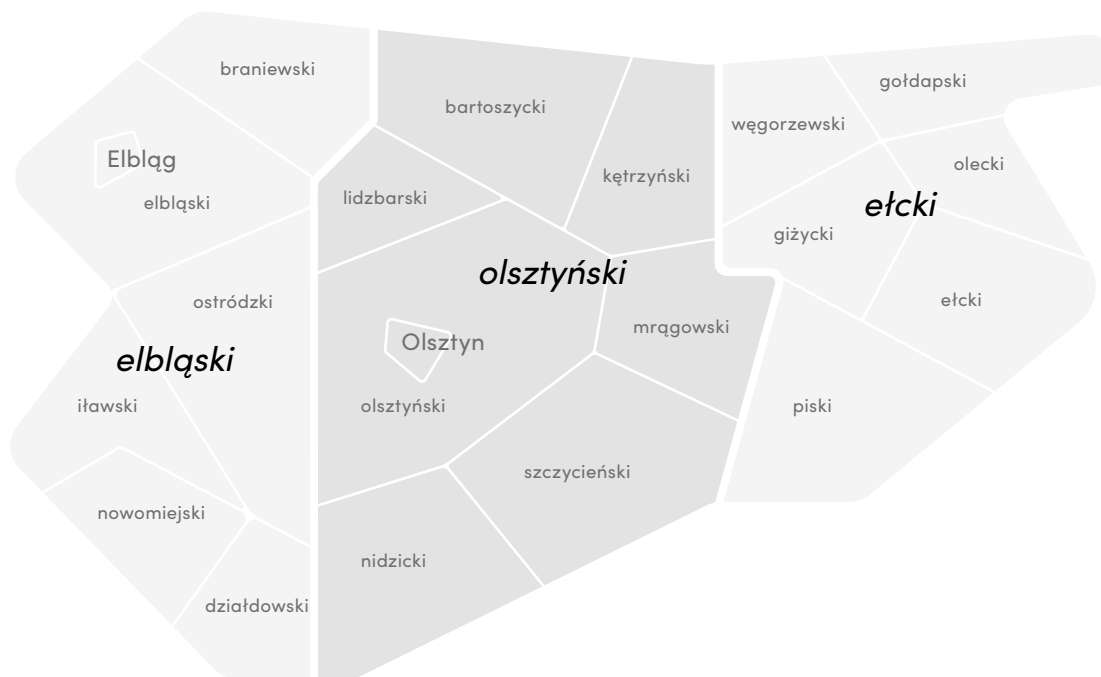 braniewski
Elbląg
elbląski
ostródzki
elbląski
iławski
nowomiejski
działdowski
bartoszycki
kętrzyński
lidzbarski
olsztyński
mrągowski
Olsztyn
olsztyński
szczycieński
nidzicki
gołdapski
węgorzewski
olecki
ełcki
giżycki
ełcki
piski